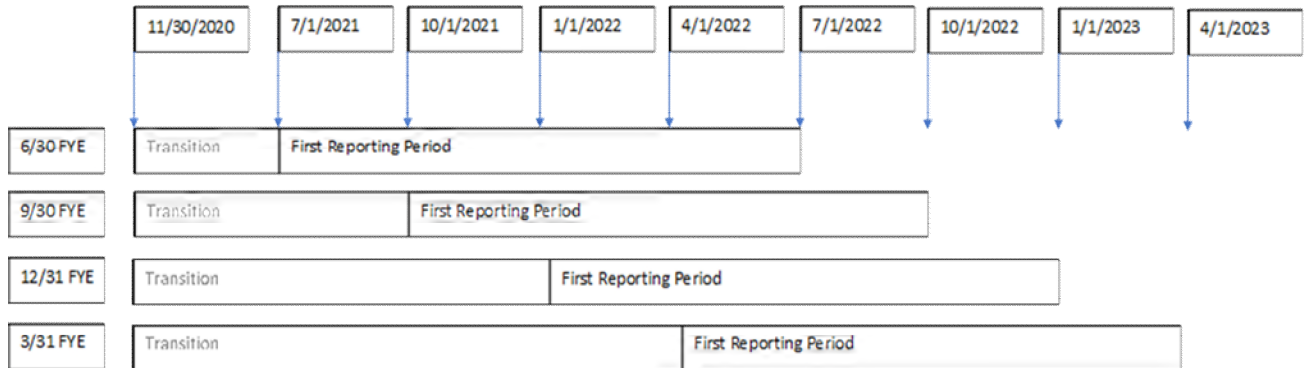 11/30/2020 7/1/2021 10/1/2021 1/1/2022 4/1/2022 7/1/2022 10/1/2022 1/1/2023 4/1/2023
6/30 FYE Transition First Reporting Period
9/30 FYE Transition First Reporting Period
12/31 FYE Transition First Reporting Period
3/31 FYE Transition First Reporting Period